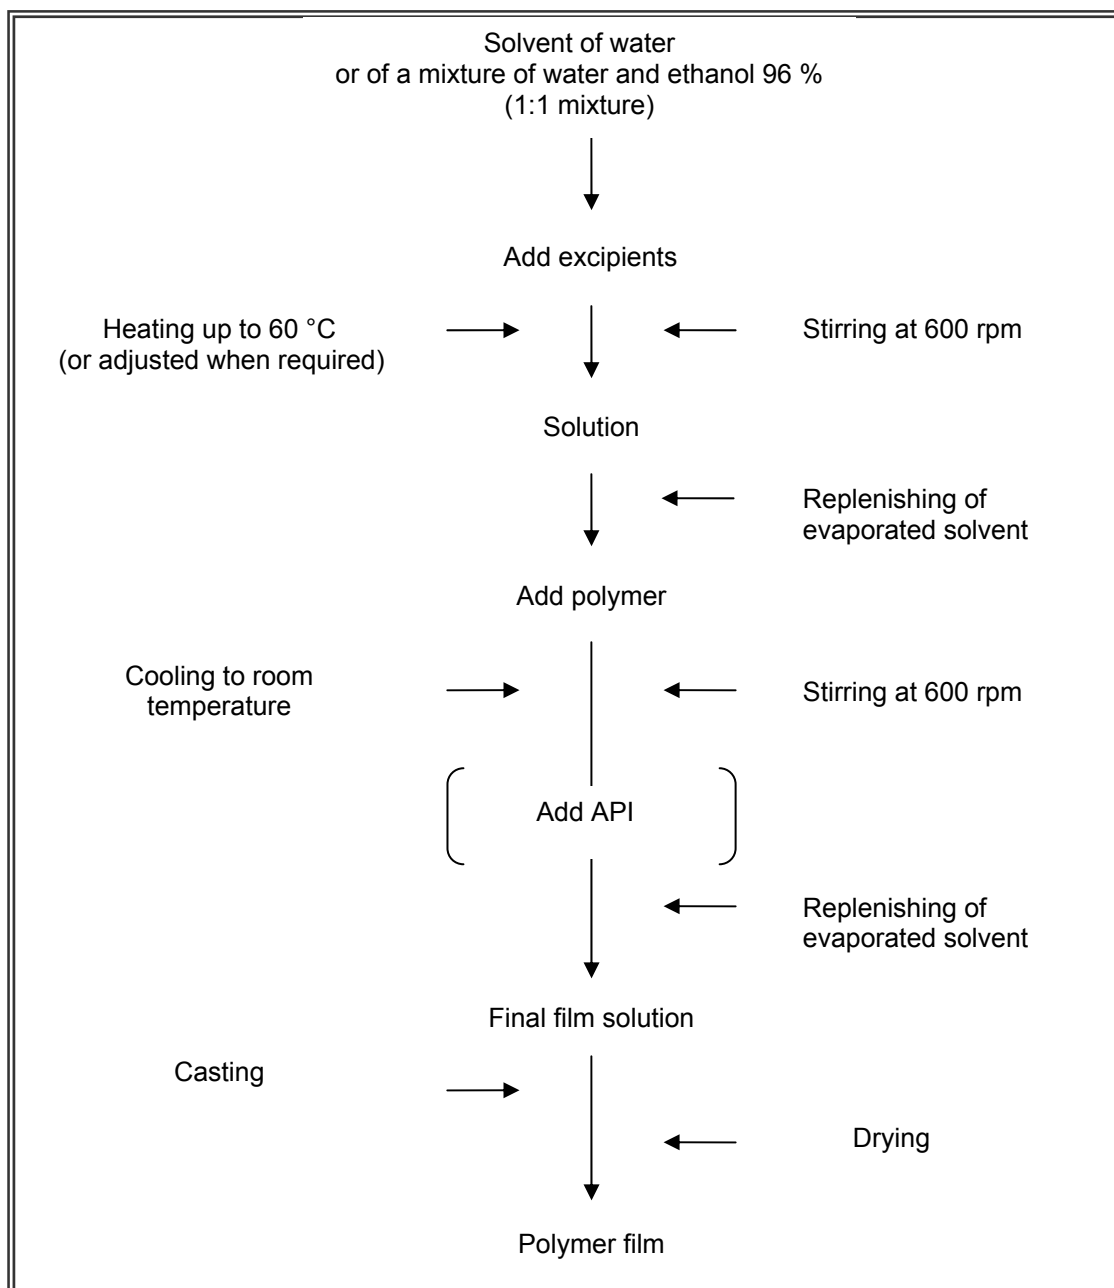 Solvent of water
or of a mixture of water and ethanol 96 %
(1:1 mixture)
Add excipients
Heating up to 60 °C
(or adjusted when required)
Stirring at 600 rpm
Solution
Replenishing of
evaporated solvent
Add polymer
Cooling to room
temperature
Stirring at 600 rpm
Add API
Replenishing of
evaporated solvent
Final film solution
Casting
Drying
Polymer film